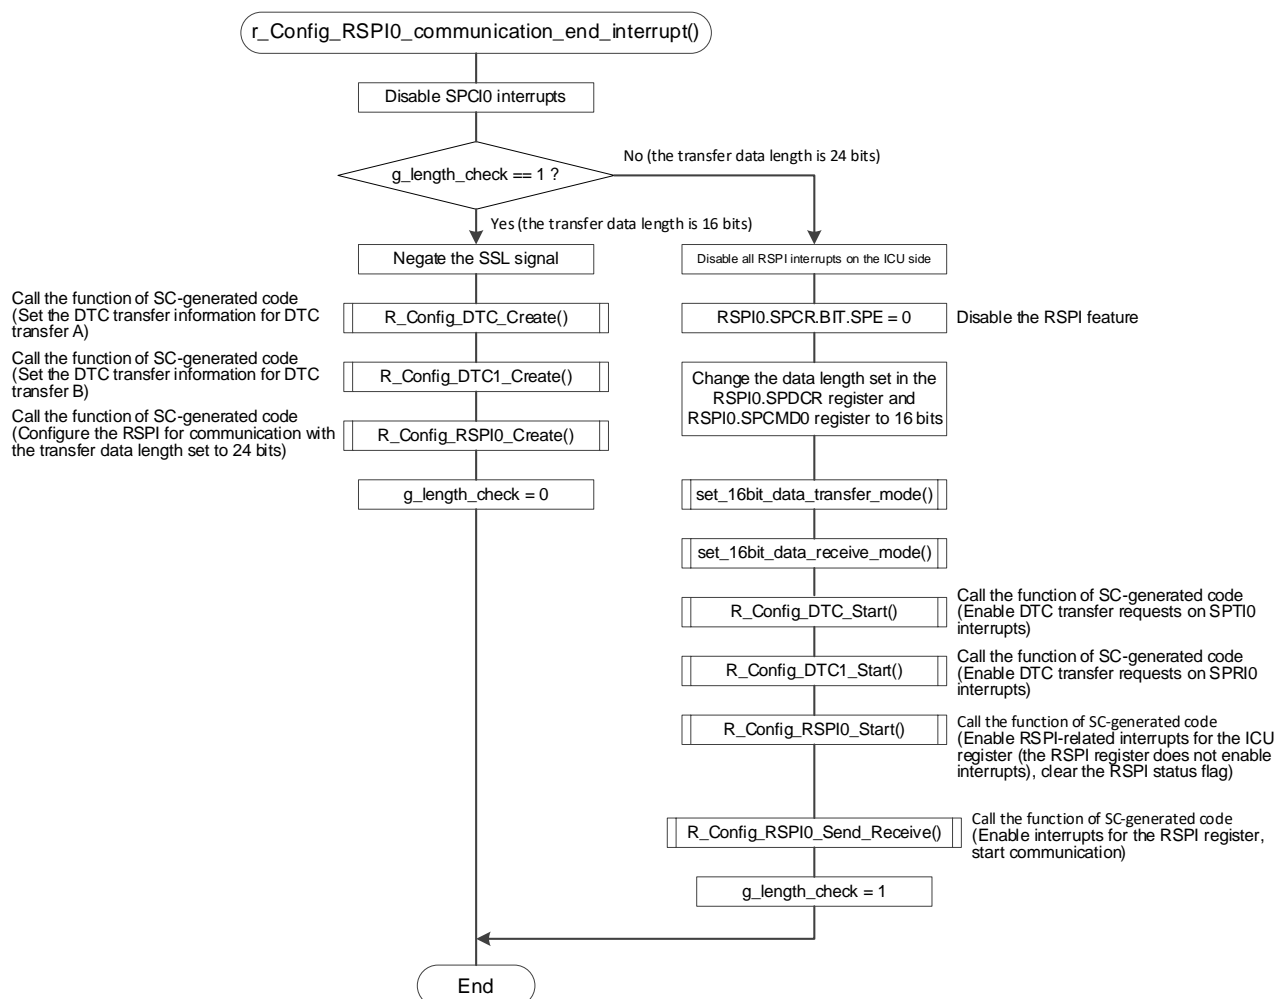 r_Config_RSPI0_communication_end_interrupt()
Disable SPCI0 interrupts
g_length_check == 1 ?
No (the transfer data length is 24 bits)
Yes (the transfer data length is 16 bits)
Negate the SSL signal
Call the function of SC-generated code
(Set the DTC transfer information for DTC
transfer A)
R_Config_DTC_Create()
Call the function of SC-generated code
(Set the DTC transfer information for DTC
transfer B)
R_Config_DTC1_Create()
Call the function of SC-generated code
(Configure the RSPI for communication with
the transfer data length set to 24 bits)
R_Config_RSPI0_Create()
g_length_check = 0
Disable all RSPI interrupts on the ICU side
RSPI0.SPCR.BIT.SPE = 0
Disable the RSPI feature
Change the data length set in the
RSPI0.SPDCR register and
RSPI0.SPCMD0 register to 16 bits
set_16bit_data_transfer_mode()
set_16bit_data_receive_mode()
R_Config_DTC_Start()
Call the function of SC-generated code
(Enable DTC transfer requests on SPTI0
interrupts)
R_Config_DTC1_Start()
Call the function of SC-generated code
(Enable DTC transfer requests on SPRI0
interrupts)
R_Config_RSPI0_Start()
Call the function of SC-generated code
(Enable RSPI-related interrupts for the ICU
register (the RSPI register does not enable
interrupts), clear the RSPI status flag)
R_Config_RSPI0_Send_Receive()
Call the function of SC-generated code
(Enable interrupts for the RSPI register,
start communication)
g_length_check = 1
End